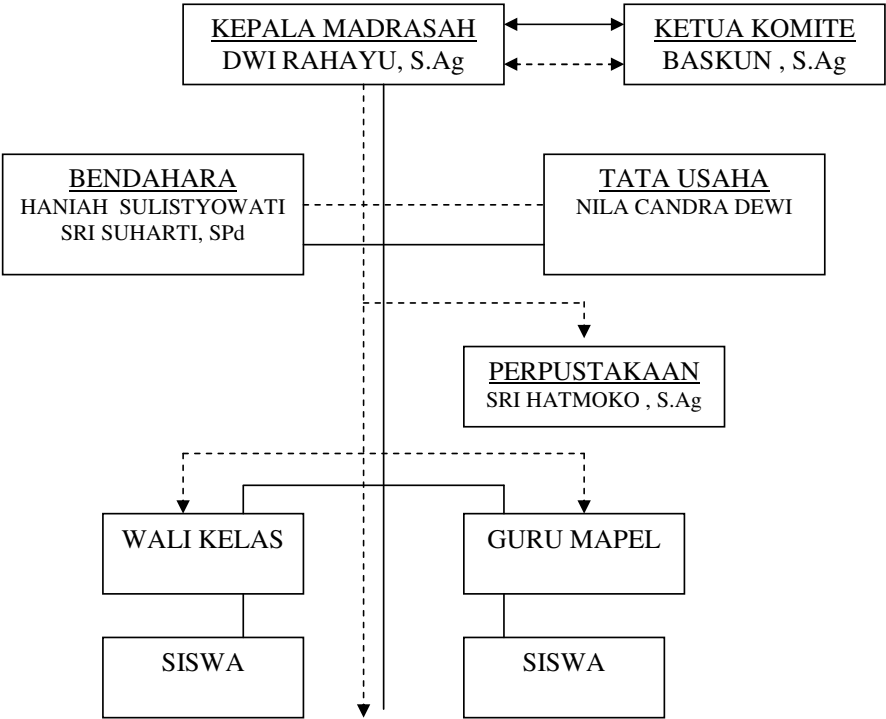 KEPALA MADRASAH
DWI RAHAYU, S.Ag
KETUA KOMITE
BASKUN , S.Ag
BENDAHARA
HANIAH SULISTYOWATI
SRI SUHARTI, SPd
TATA USAHA
NILA CANDRA DEWI
PERPUSTAKAAN
SRI HATMOKO , S.Ag
WALI KELAS
GURU MAPEL
SISWA
SISWA